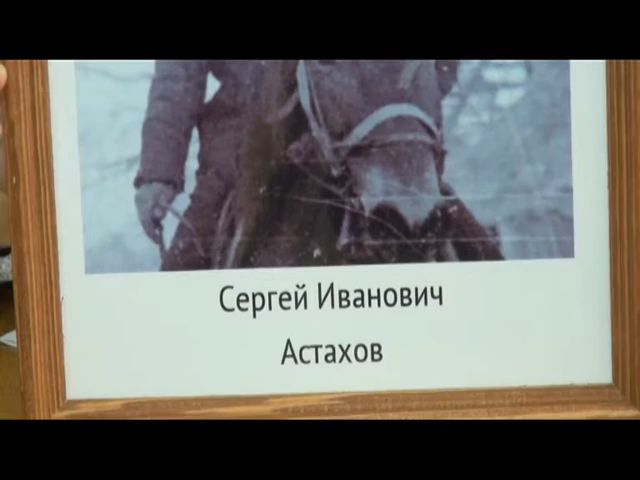 Сергей Иванович
Астахов